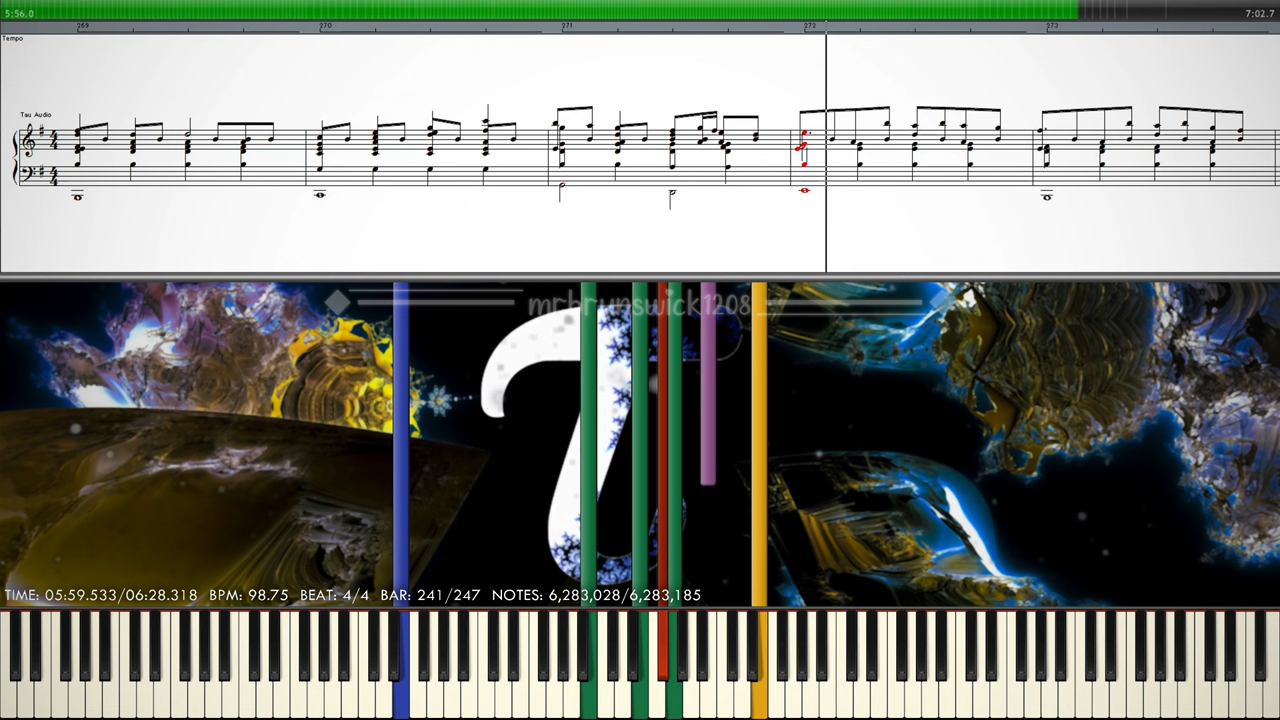 5:56.0 7:02.7
269 270 271 272 273
Tempo
Tau Audio
mrbrunswick1208
TIME: 05:59.533/06:28.318 BPM: 98.75 BEAT: 4/4 BAR: 241/247 NOTES: 6,283,028/6,283,185